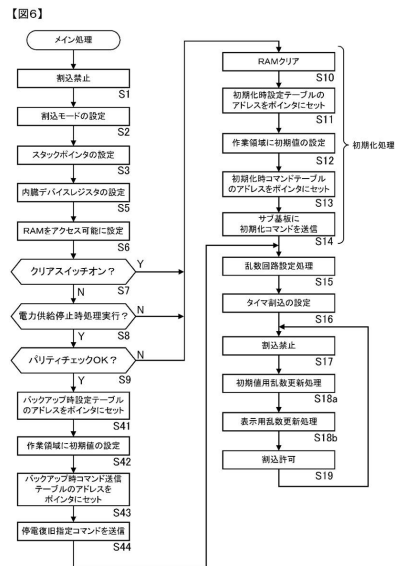 【図6】
メイン処理
割込禁止
S1
割込モードの設定
S2
スタックポインタの設定
S3
内臓デバイスレジスタの設定
S5
RAMをアクセス可能に設定
S6
クリアスイッチオン？
Y
S7
N
電力供給停止時処理実行？
N
S8
Y
パリティチェックOK？
N
S9
Y
バックアップ時設定テーブル
のアドレスをポインタにセット
S41
作業領域に初期値の設定
S42
バックアップ時コマンド送信
テーブルのアドレスを
ポインタにセット
S43
停電復旧指定コマンドを送信
S44
RAMクリア
S10
初期化時設定テーブルの
アドレスをポインタにセット
S11
作業領域に初期値の設定
S12
初期化時コマンドテーブル
のアドレスをポインタにセット
S13
サブ基板に
初期化コマンドを送信
S14
初期化処理
乱数回路設定処理
S15
タイマ割込の設定
S16
割込禁止
S17
初期値用乱数更新処理
S18a
表示用乱数更新処理
S18b
割込許可
S19